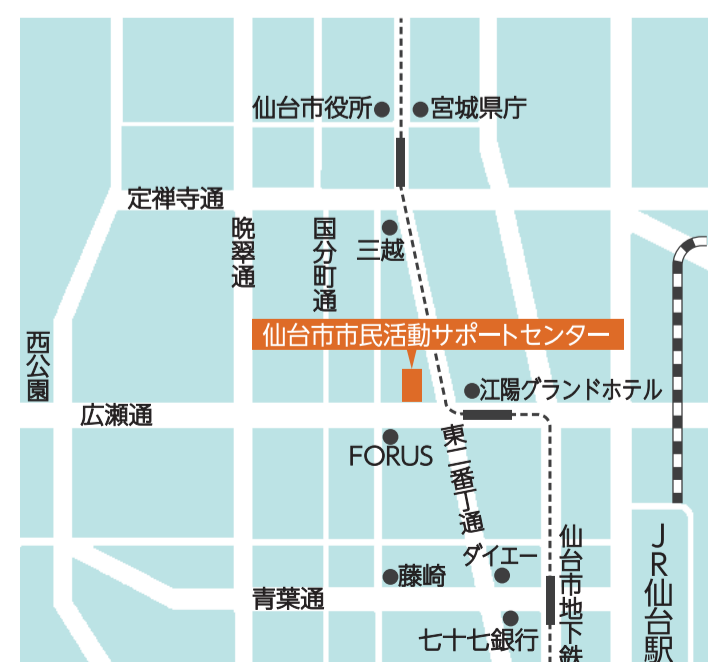 仙台市役所
宮城県庁
定禅寺通
晩翠通
国分町通
三越
仙台市市民活動サポートセンター
西公園
江陽グランドホテル
広瀬通
FORUS
東二番丁通
ダイエー
仙台市地下鉄
JR仙台駅
藤崎
青葉通
七十七銀行